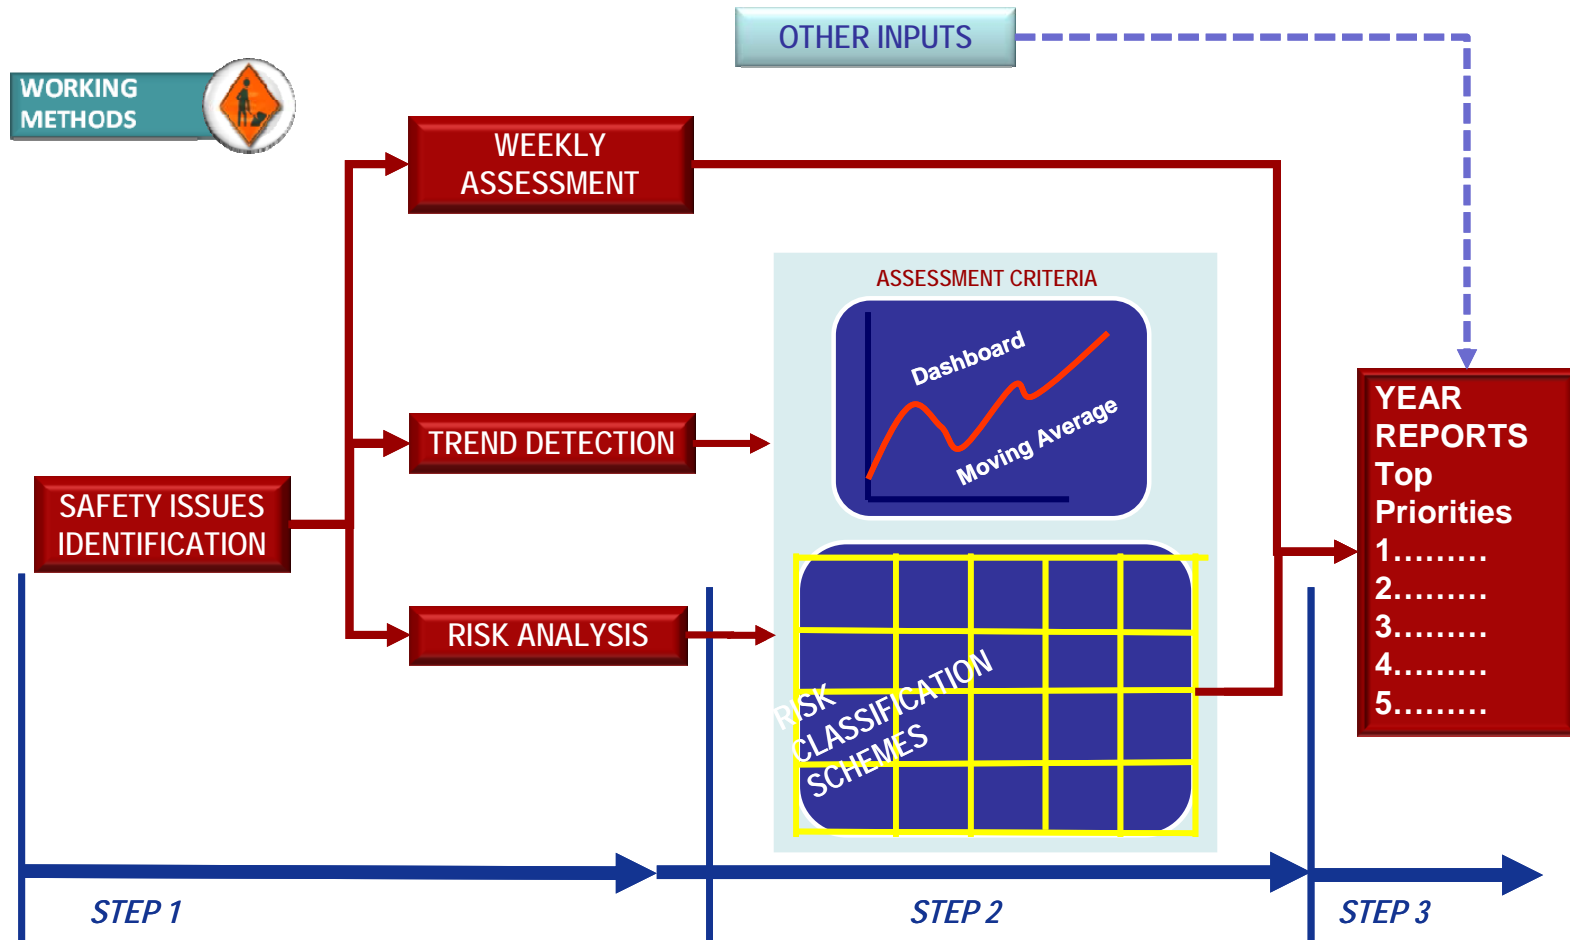 OTHER INPUTS
WORKING
METHODS
WEEKLY
ASSESSMENT
ASSESSMENT CRITERIA
Dashboard
Moving Average
TREND DETECTION
SAFETY ISSUES
IDENTIFICATION
RISK ANALYSIS
RISK
CLASSIFICATION
SCHEMES
YEAR
REPORTS
Top
Priorities
1.........
2.........
3.........
4.........
5.........
STEP 1
STEP 2
STEP 3